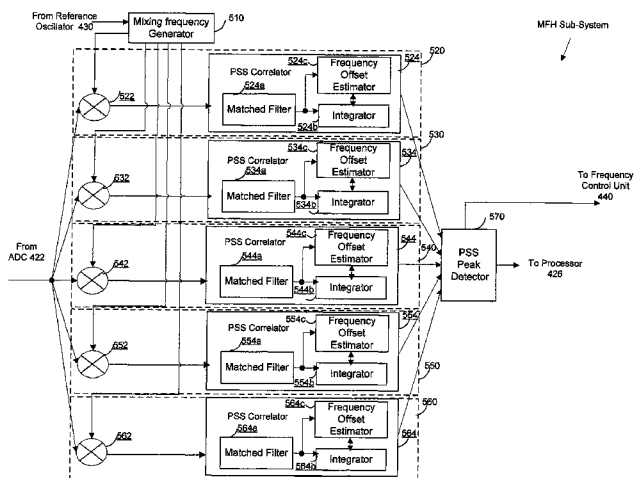 From Reference
Oscillator 430
Mixing frequency
Generator
510
MFH Sub-System
520
522
PSS Correlator
524a
Matched Filter
524c
Frequency
Offset
Estimator
524
524b
Integrator
530
532
PSS Correlator
534a
Matched Filter
534c
Frequency
Offset
Estimator
534
534b
Integrator
To Frequency
Control Unit
440
570
PSS
Peak
Detector
To Processor
426
From
ADC 422
542
PSS Correlator
544a
Matched Filter
544c
Frequency
Offset
Estimator
544
540
544b
Integrator
552
PSS Correlator
554a
Matched Filter
554c
Frequency
Offset
Estimator
554
554b
Integrator
550
560
562
PSS Correlator
564a
Matched Filter
564c
Frequency
Offset
Estimator
564
564b
Integrator